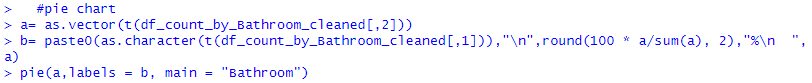 >   #pie chart
> a= as.vector(t(df_count_by_Bathroom_cleaned[,2]))
> b= paste0(as.character(t(df_count_by_Bathroom_cleaned[,1])),"\n",round(100 * a/sum(a), 2),"%\n  ",
a)
> pie(a,labels = b, main = "Bathroom")